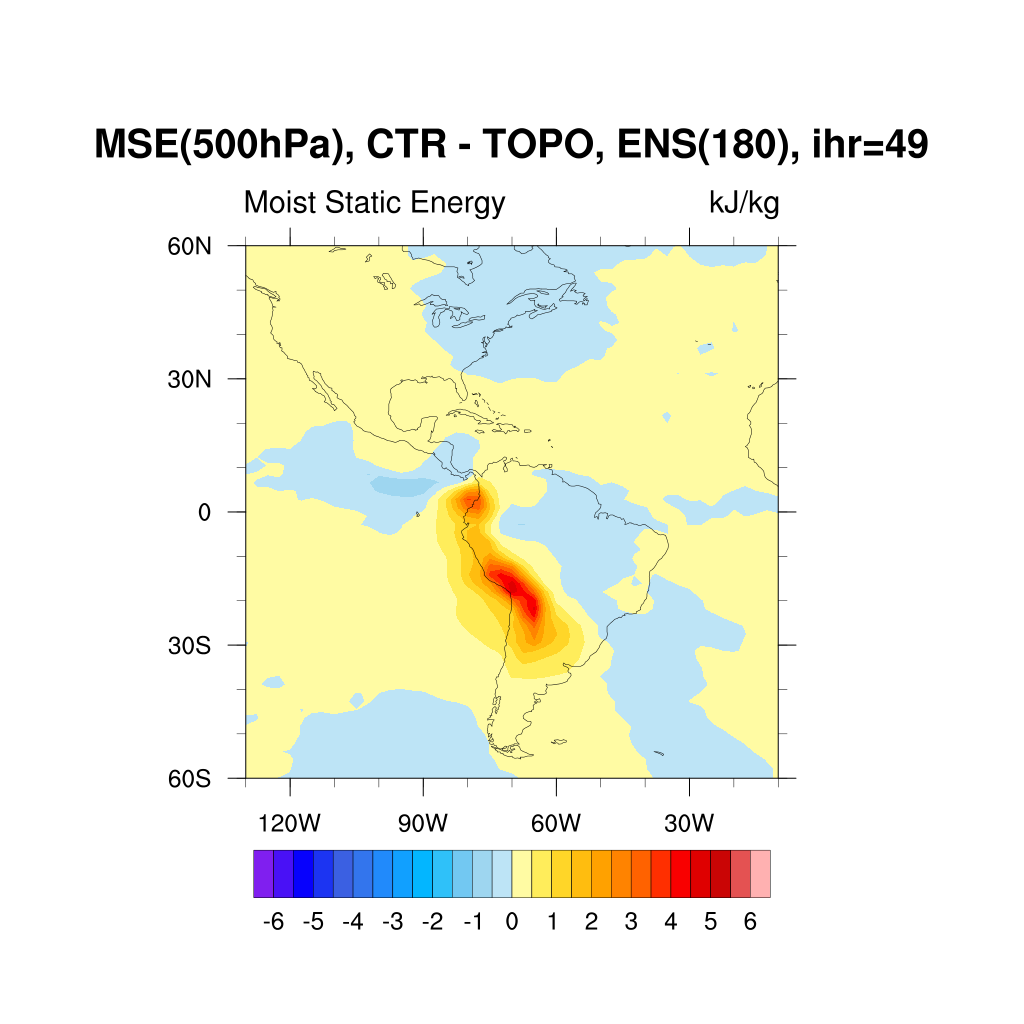 MSE(500hPa), CTR - TOPO, ENS(180), ihr=49
Moist Static Energy kJ/kg
60N
30N
0
30S
60S
120W 90W 60W 30W
-6 -5 -4 -3 -2 -1 0 1 2 3 4 5 6